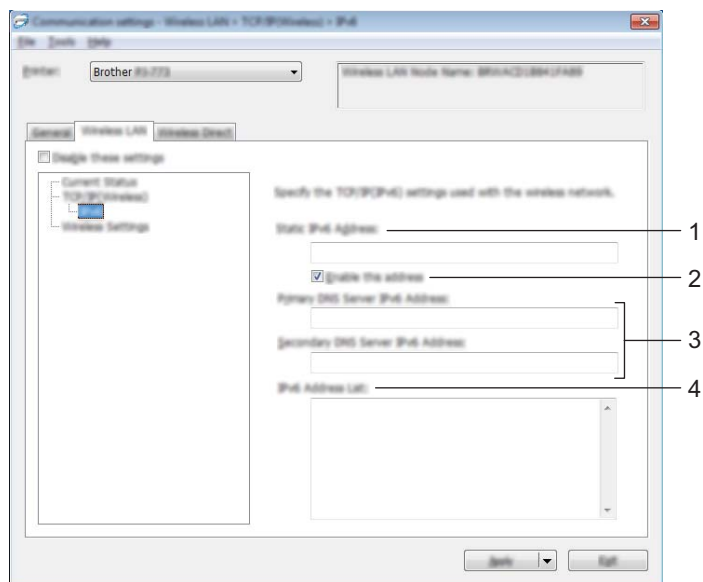 Communication settings - Wireless LAN > TCP/IP(Wireless) > IPv6
File Tools Help
Printer:
Brother
Wireless LAN Node Name:
General Wireless LAN Wireless Direct
Disable these settings
Current Status
TCP/IP(Wireless)
IPv6
Wireless Settings
Specify the TCP/IP(IPv6) settings used with the wireless network.
Static IPv6 Address:
1
Enable this address
2
Primary DNS Server IPv6 Address:
3
Secondary DNS Server IPv6 Address:
IPv6 Address List:
4
Apply Exit